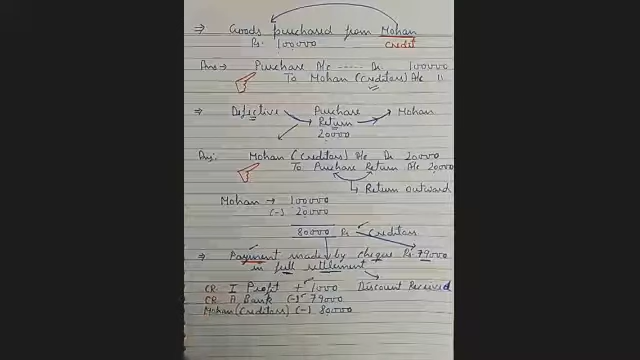 ⇒ Goods purchased from Mohan
Rs. 100000 credit
Ans → Purchase A/c ----- Dr. 100000
To Mohan (creditors) A/c 11
⇒ Defective Purchase Return → Mohan
20000
Ans: Mohan (creditors) A/c Dr 20000
To Purchase Return A/c 20000
↳ Return outward
Mohan → 100000
(-) 20000
80000 Rs Creditors
⇒ Payment made by cheque Rs. 79000
in full settlement
CR I Profit + 1000 Discount Received
CR A, Bank (-) 79000
Mohan (Creditors) (-) 80000